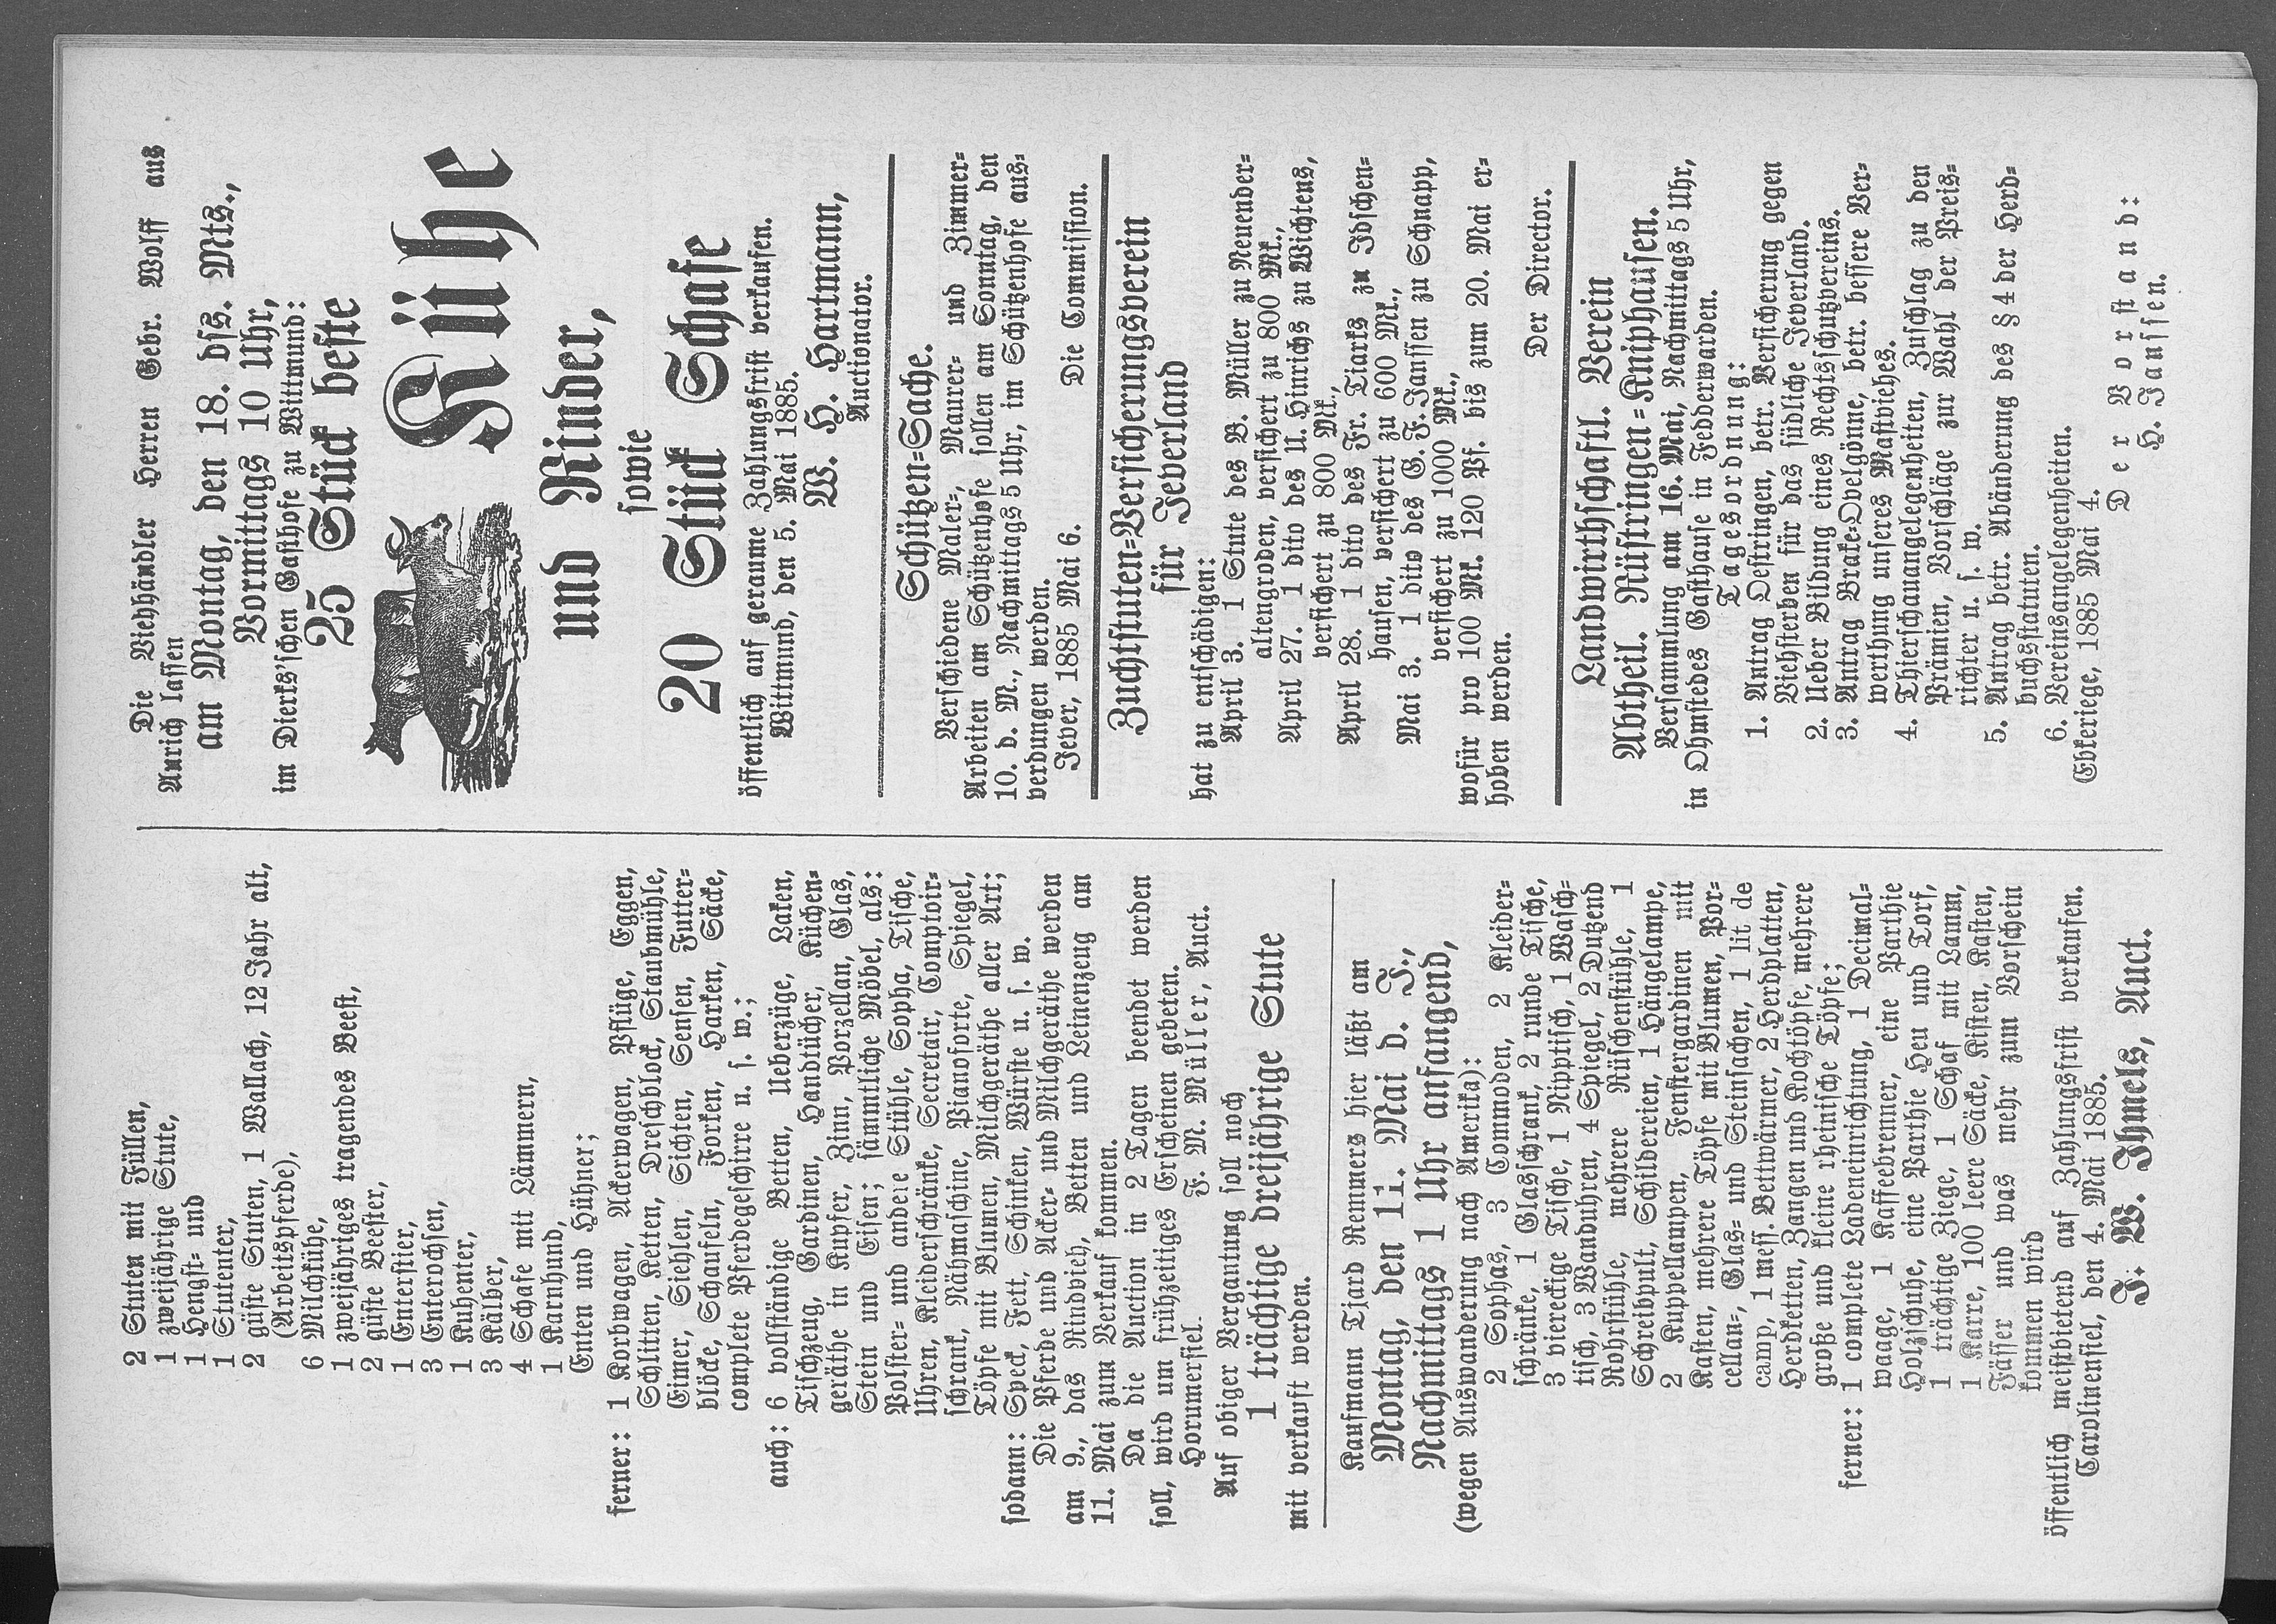 2 Stuten mit Füllen,
1 zweijährige Stute,
1 Hengst- und
1 Stutenter,
2 güste Stuten, 1 Wallach, 12 Jahr alt,
(Arbeitspferde),
6 Milchkühe,
1 zweijähriges tragendes Beest,
2 güste Beester,
1 Enterstier,
3 Enterochsen,
1 Kuhenter,
3 Kälber,
4 Schafe mit Lämmern,
1 Karnhund,
Enten und Hühner;
ferner: 1 Korbwagen, Ackerwagen, Pflüge, Eggen,
Schlitten, Ketten, Dreschblock, Staubmühle,
Eimer, Siehlen, Sichten, Sensen, Futter-
blöcke, Schaufeln, Forken, Harken, Säcke,
complete Pferdegeschirre u. s. w.;
auch: 6 vollständige Betten, Ueberzüge, Laken,
Tischzeug, Gardinen, Handtücher, Küchen-
geräthe in Kupfer, Zinn, Porzellan, Glas,
Stein und Eisen; sämmtliche Möbel, als:
Polster- und andere Stühle, Sopha, Tische,
Uhren, Kleiderschränke, Secretair, Comptoir-
schrank, Nähmaschine, Pianoforte, Spiegel,
Töpfe mit Blumen, Milchgeräthe aller Art;
sodann: Speck, Fett, Schinken, Würste u. s. w.
Die Pferde und Acker- und Milchgeräthe werden
am 9., das Rindvieh, Betten und Leinenzeug am
11. Mai zum Verkauf kommen.
Da die Auction in 2 Tagen beendet werden
soll, wird um frühzeitiges Erscheinen gebeten.
Horumersiel. F. M. Müller, Auct.
Auf obiger Vergantung soll noch
1 trächtige dreijährige Stute
mit verkauft werden.
Kaufmann Tjard Remmers hier läßt am
Montag, den 11. Mai d. J.,
Nachmittags 1 Uhr anfangend,
(wegen Auswanderung nach Amerika):
2 Sophas, 3 Commoden, 2 Kleider-
schränke, 1 Glasschrank, 2 runde Tische,
3 viereckige Tische, 1 Nipptisch, 1 Wasch-
tisch, 3 Wanduhren, 4 Spiegel, 2 Dutzend
Rohrstühle, mehrere Rüschenstühle, 1
Schreibpult, Schildereien, 1 Hängelampe,
2 Kuppellampen, Fenstergardinen mit
Kasten, mehrere Töpfe mit Blumen, Por-
cellan-, Glas- und Steinsachen, 1 lit de
camp, 1 mess. Bettwärmer, 2 Herdplatten,
Herdketten, Zangen und Kochtöpfe, mehrere
große und kleine rheinische Töpfe;
ferner: 1 complete Ladeneinrichtung, 1 Decimal-
waage, 1 Kaffeebrenner, eine Parthie
Holzschuhe, eine Parthie Heu und Torf,
1 trächtige Ziege, 1 Schaf mit Lamm,
1 Karre, 100 leere Säcke, Kisten, Kasten,
Fässer und was mehr zum Vorschein
kommen wird
öffentlich meistbietend auf Zahlungsfrist verkaufen.
Carolinensiel, den 4. Mai 1885.
J. W. Ihmels, Auct.
Die Viehhändler Herren Gebr. Wolff aus
Aurich lassen
am Montag, den 18. dss. Mts.,
Vormittags 10 Uhr,
im Dierks'schen Gasthofe zu Wittmund:
25 Stück beste
Kühe
und Rinder,
sowie
20 Stück Schafe
öffentlich auf geraume Zahlungsfrist verkaufen.
Wittmund, den 5. Mai 1885.
W. H. Hartmann,
Auctionator.
Schützen-Sache.
Verschiedene Maler-, Maurer- und Zimmer-
Arbeiten am Schützenhofe sollen am Sonntag, den
10. d. M., Nachmittags 5 Uhr, im Schützenhofe aus-
verdungen werden.
Jever, 1885 Mai 6. Die Commission.
Zuchtstuten-Versicherungsverein
für Jeverland
hat zu entschädigen:
April 3. 1 Stute des B. Müller zu Neuender-
altengroden, versichert zu 800 Mk.,
April 27. 1 dito des U. Hinrichs zu Wichtens,
versichert zu 800 Mk.,
April 28. 1 dito des Fr. Tiarks zu Idschen-
hausen, versichert zu 600 Mk.,
Mai 3. 1 dito des G. F. Janssen zu Schnapp,
versichert zu 1000 Mk.,
wofür pro 100 Mk. 120 Pf. bis zum 20. Mai er-
hoben werden.
Der Director.
Landwirthschaftl. Verein
Abtheil. Rüstringen-Kniphausen.
Versammlung am 16. Mai, Nachmittags 5 Uhr,
in Ohmstedes Gasthause in Fedderwarden.
Tagesordnung:
1. Antrag Oestringen, betr. Versicherung gegen
Viehsterben für das südliche Jeverland.
2. Ueber Bildung eines Rechtsschutzvereins.
3. Antrag Brake-Ovelgönne, betr. bessere Ver-
werthung unseres Mastviehes.
4. Thierschauangelegenheiten, Zuschlag zu den
Prämien, Vorschläge zur Wahl der Preis-
richter u. s. w.
5. Antrag betr. Abänderung des § 4 der Herd-
buchsstatuten.
6. Vereinsangelegenheiten.
Ebkeriege, 1885 Mai 4.
Der Vorstand:
H. Janssen.